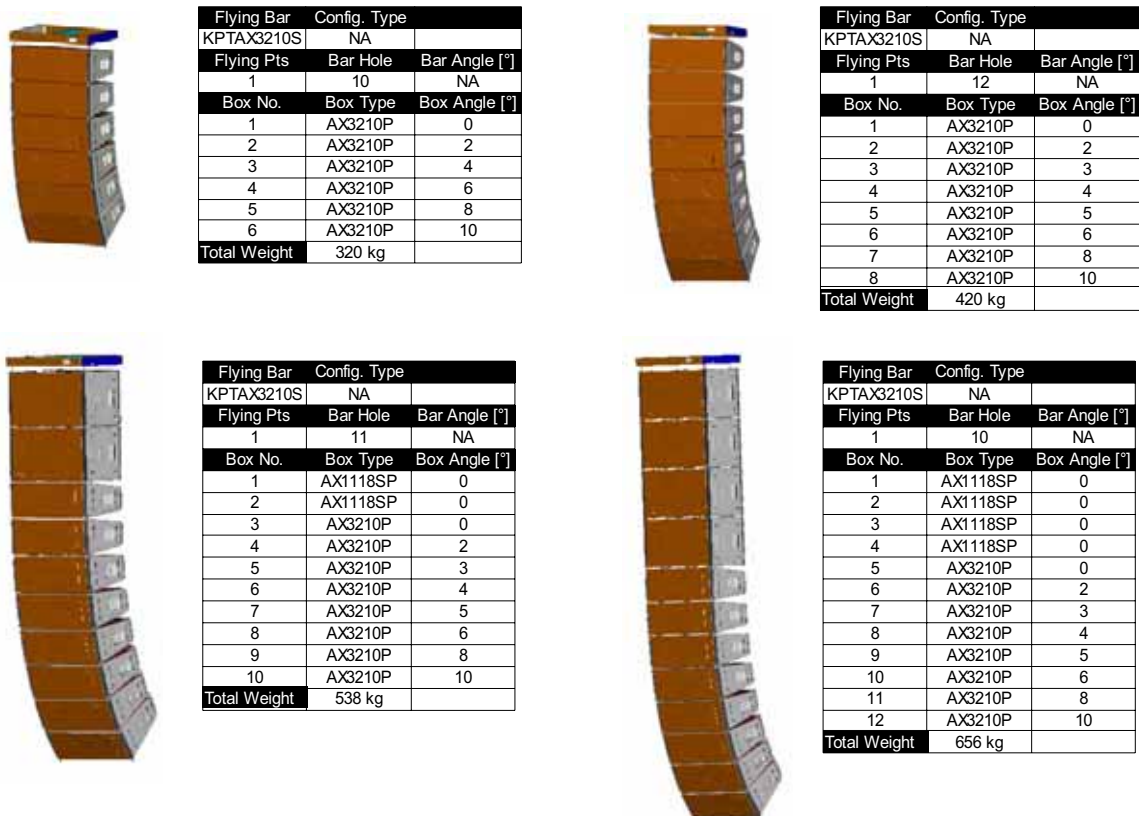 Flying Bar Config. Type
KPTAX3210S NA
Flying Pts Bar Hole Bar Angle [°]
1 10 NA
Box No. Box Type Box Angle [°]
1 AX3210P 0
2 AX3210P 2
3 AX3210P 4
4 AX3210P 6
5 AX3210P 8
6 AX3210P 10
Total Weight 320 kg
Flying Bar Config. Type
KPTAX3210S NA
Flying Pts Bar Hole Bar Angle [°]
1 12 NA
Box No. Box Type Box Angle [°]
1 AX3210P 0
2 AX3210P 2
3 AX3210P 3
4 AX3210P 4
5 AX3210P 5
6 AX3210P 6
7 AX3210P 8
8 AX3210P 10
Total Weight 420 kg
Flying Bar Config. Type
KPTAX3210S NA
Flying Pts Bar Hole Bar Angle [°]
1 11 NA
Box No. Box Type Box Angle [°]
1 AX1118SP 0
2 AX1118SP 0
3 AX3210P 0
4 AX3210P 2
5 AX3210P 3
6 AX3210P 4
7 AX3210P 5
8 AX3210P 6
9 AX3210P 8
10 AX3210P 10
Total Weight 538 kg
Flying Bar Config. Type
KPTAX3210S NA
Flying Pts Bar Hole Bar Angle [°]
1 10 NA
Box No. Box Type Box Angle [°]
1 AX1118SP 0
2 AX1118SP 0
3 AX1118SP 0
4 AX1118SP 0
5 AX3210P 0
6 AX3210P 2
7 AX3210P 3
8 AX3210P 4
9 AX3210P 5
10 AX3210P 6
11 AX3210P 8
12 AX3210P 10
Total Weight 656 kg